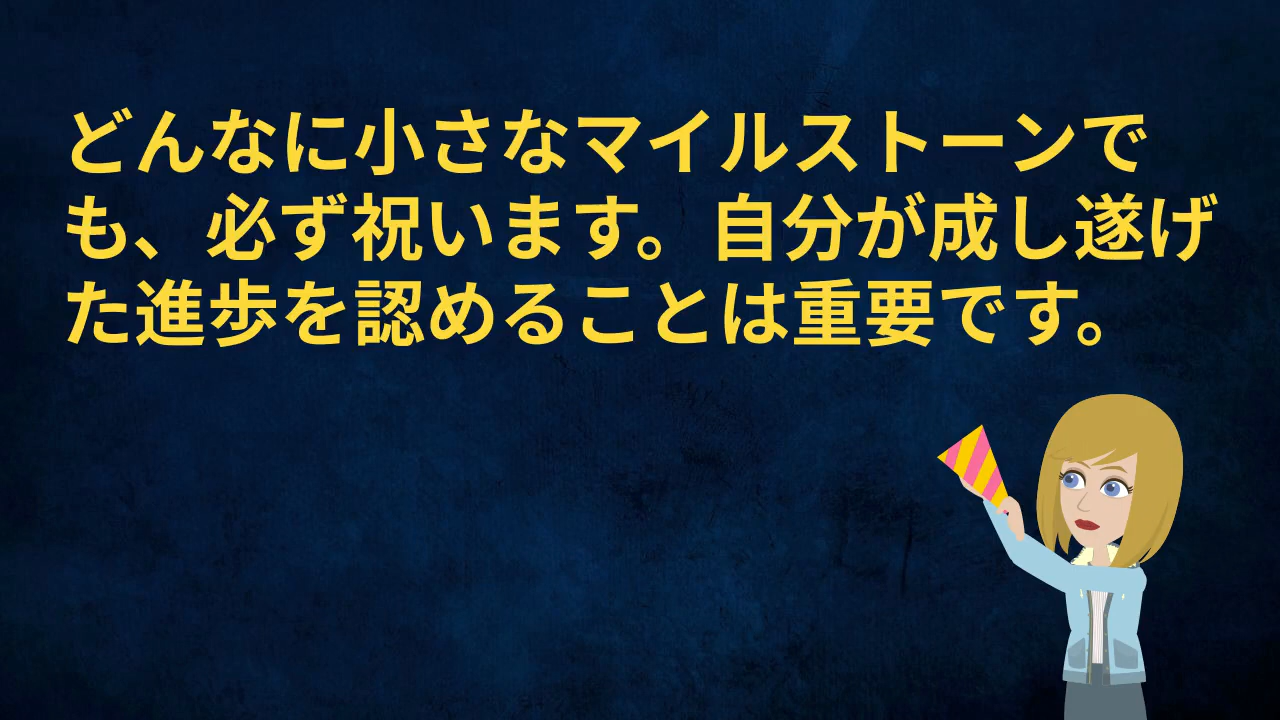 どんなに小さなマイルストーンで
も、必ず祝います。自分が成し遂げ
た進歩を認めることは重要です。